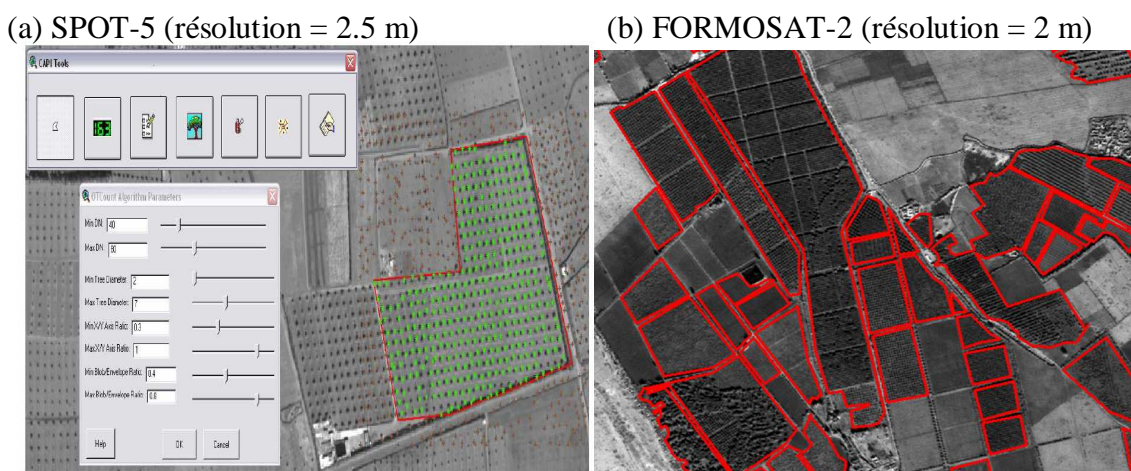 (a) SPOT-5 (résolution = 2.5 m)
(b) FORMOSAT-2 (résolution = 2 m)
CAPI Tools
163
OTCount Algorithm Parameters
Min DN: 40
Max DN: 80
Min Tree Diameter 2
Max Tree Diameter: 7
Min X/Y Axis Ratio: 0.3
Max X/Y Axis Ratio: 1
Min Blob/Envelope Ratio: 0.4
Max Blob/Envelope Ratio:
Help
OK
Cancel